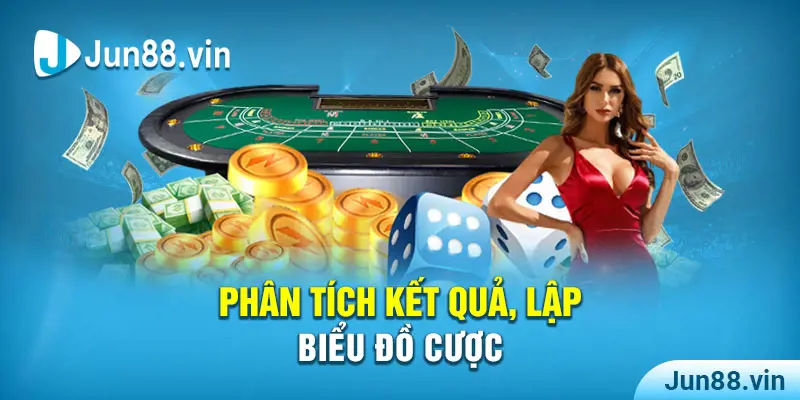 Jun88.vin
PHÂN TÍCH KẾT QUẢ, LẬP
BIỂU ĐỒ CƯỢC
Jun88.vin